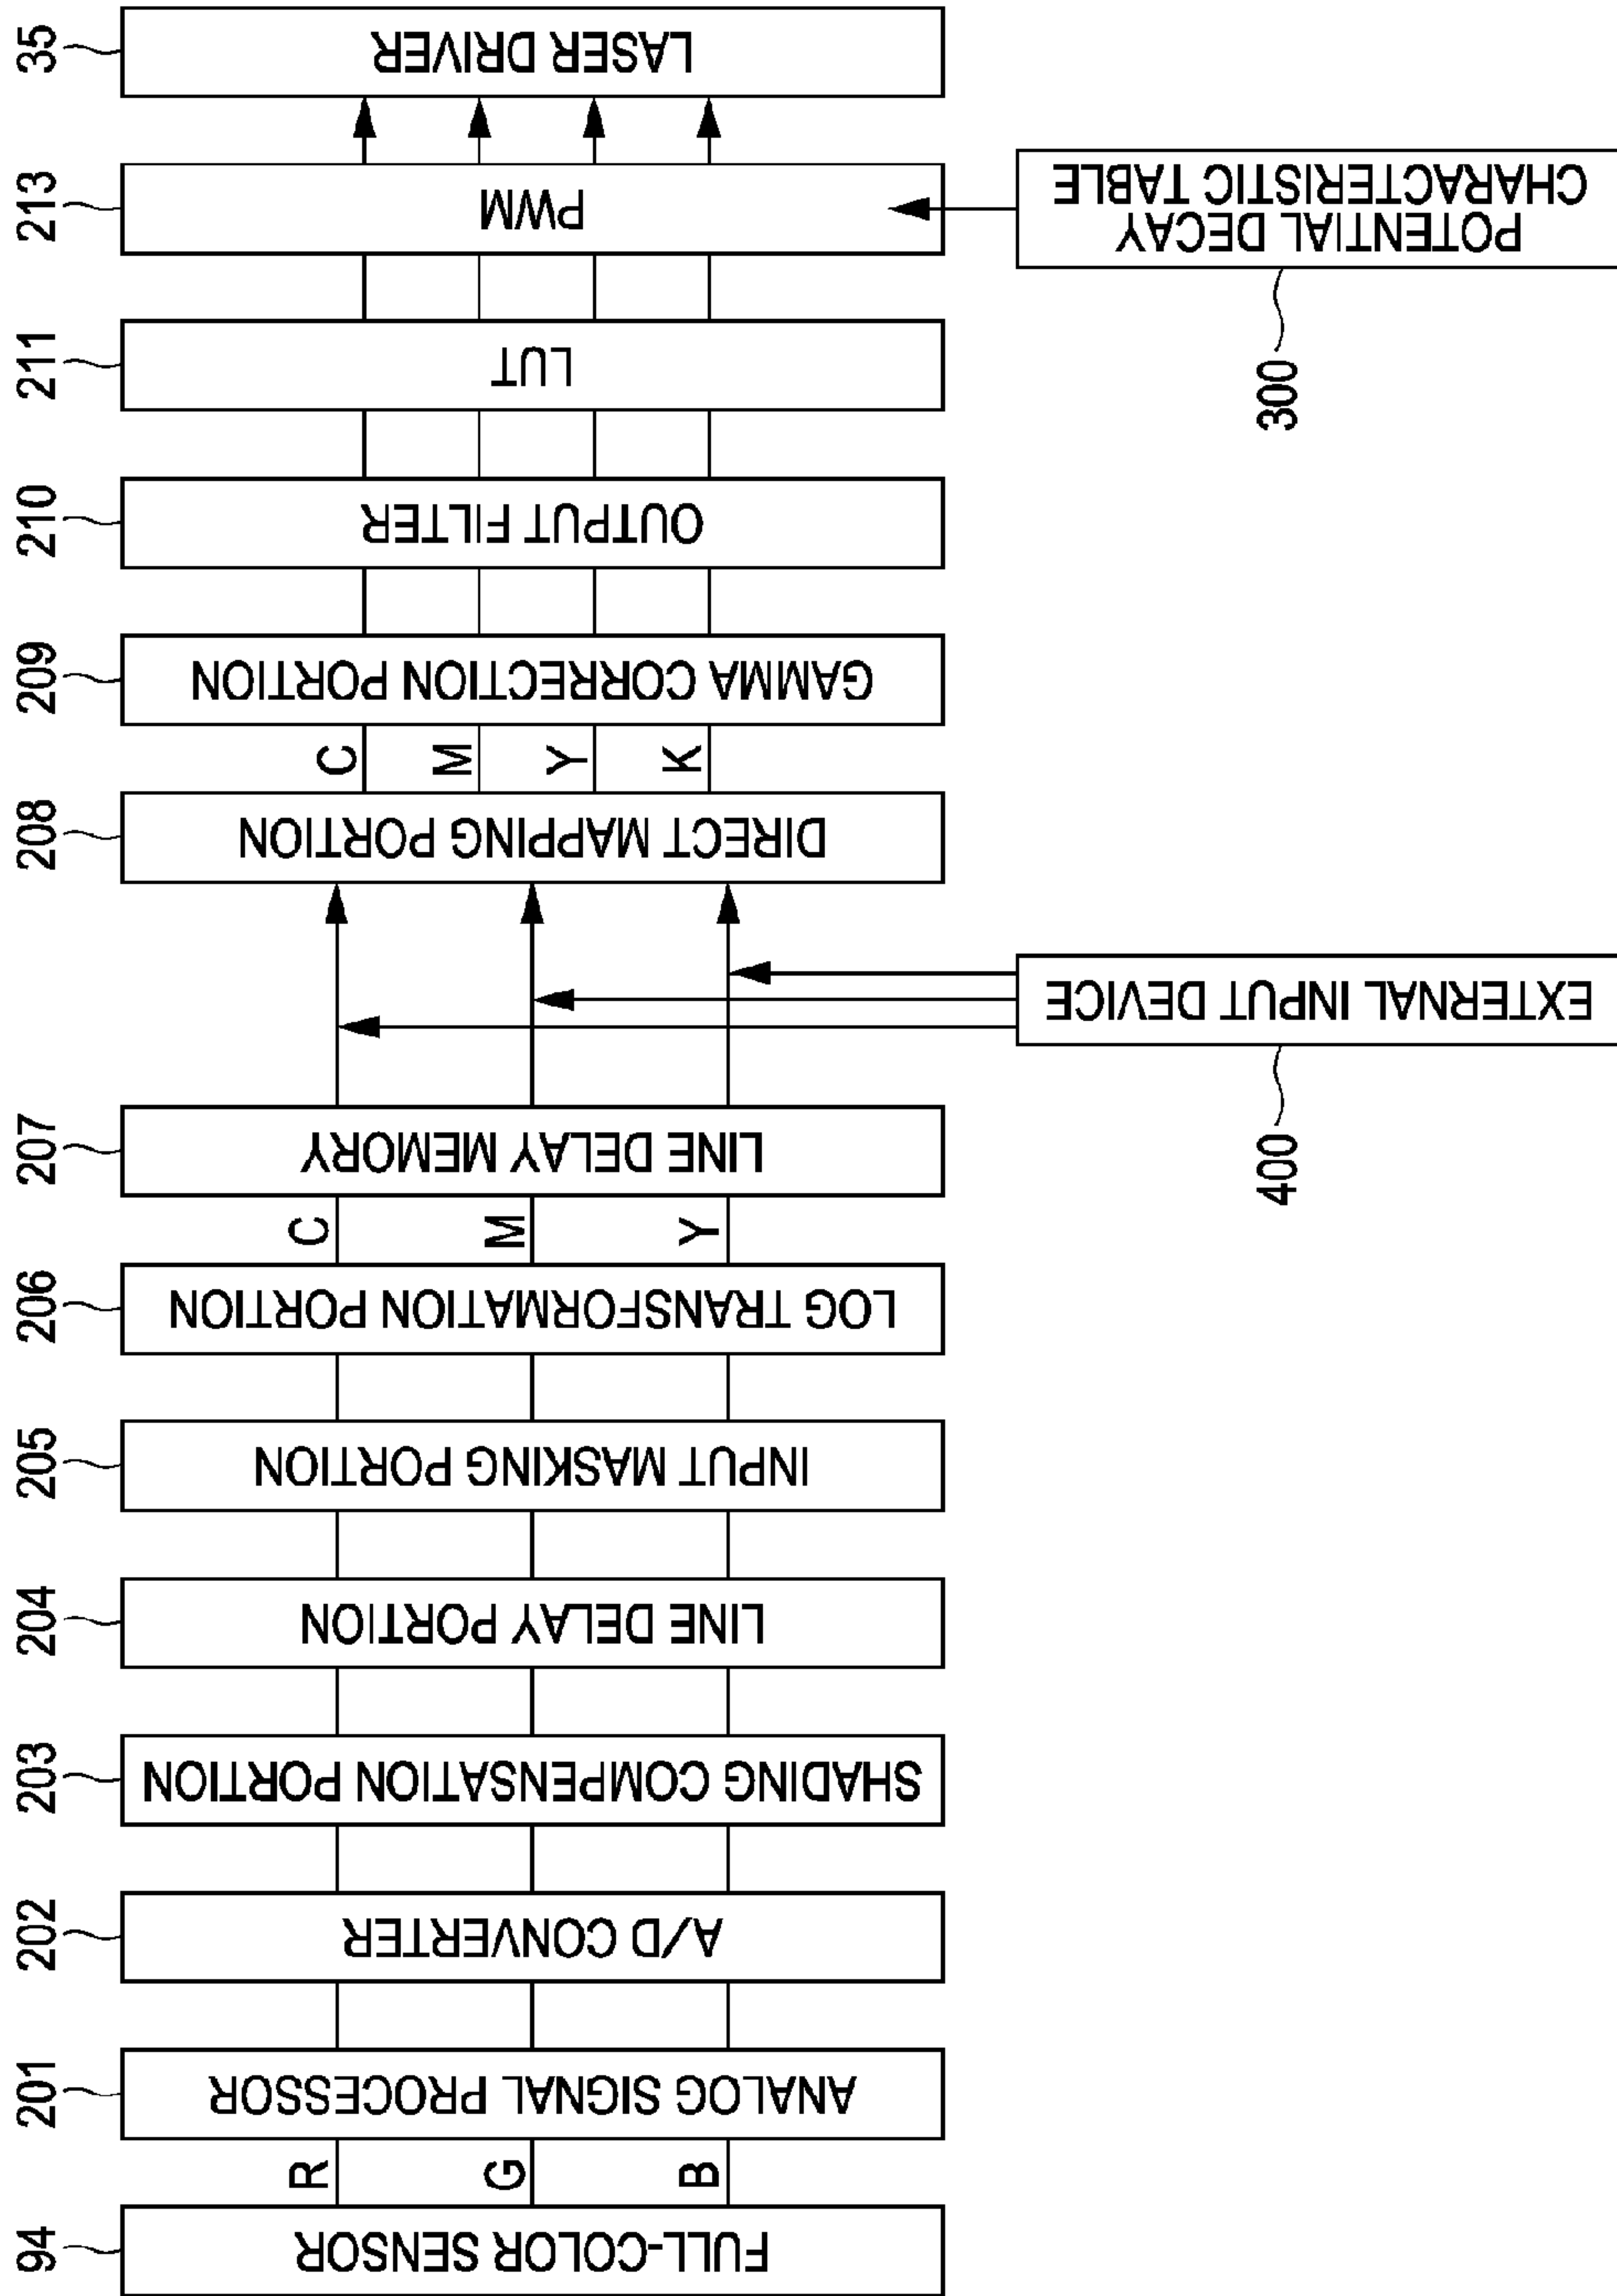 94
FULL-COLOR SENSOR
R
G
B
201
ANALOG SIGNAL PROCESSOR
202
A/D CONVERTER
203
SHADING COMPENSATION PORTION
204
LINE DELAY PORTION
205
INPUT MASKING PORTION
206
LOG TRANSFORMATION PORTION
C
M
Y
207
LINE DELAY MEMORY
400
EXTERNAL INPUT DEVICE
208
DIRECT MAPPING PORTION
C
M
Y
K
209
GAMMA CORRECTION PORTION
210
OUTPUT FILTER
211
LUT
213
PWM
300
POTENTIAL DECAY
CHARACTERISTIC TABLE
35
LASER DRIVER